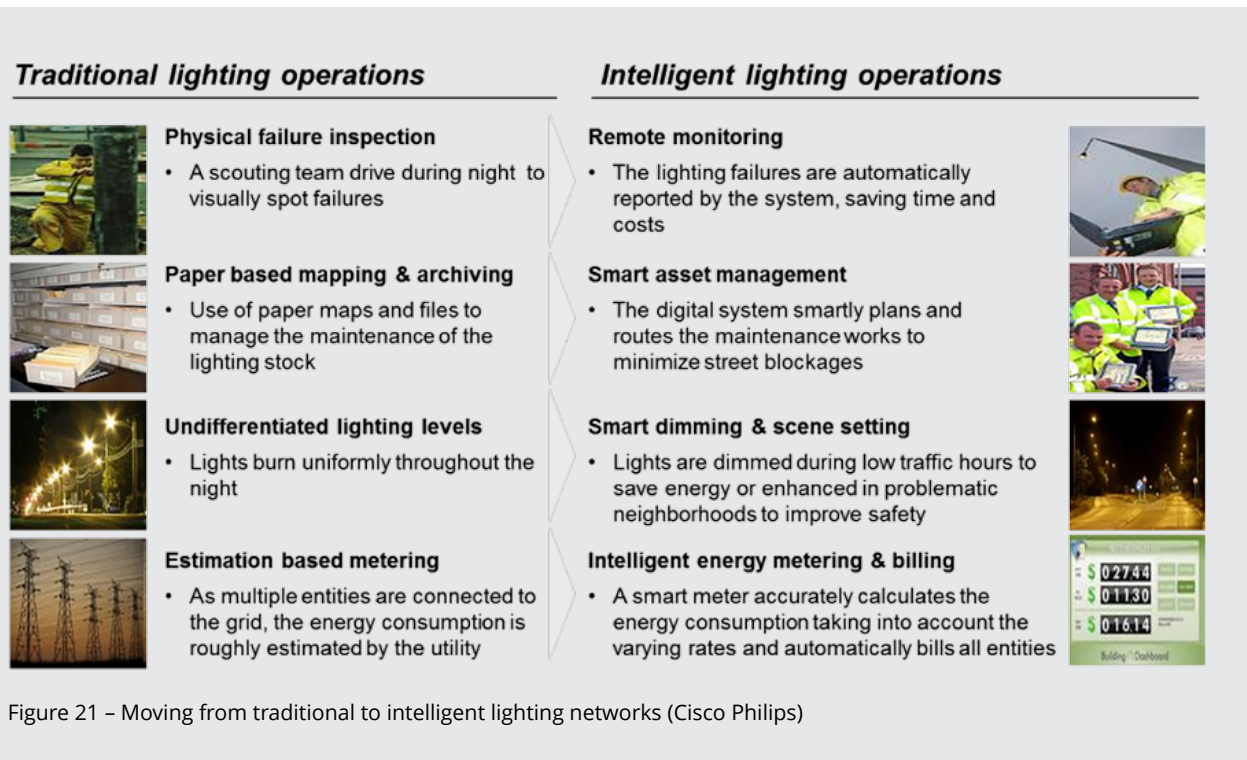 Traditional lighting operations
Intelligent lighting operations
Physical failure inspection
• A scouting team drive during night to
visually spot failures
Remote monitoring
• The lighting failures are automatically
reported by the system, saving time and
costs
Paper based mapping & archiving
• Use of paper maps and files to
manage the maintenance of the
lighting stock
Smart asset management
• The digital system smartly plans and
routes the maintenance works to
minimize street blockages
Undifferentiated lighting levels
• Lights burn uniformly throughout the
night
Smart dimming & scene setting
• Lights are dimmed during low traffic hours to
save energy or enhanced in problematic
neighborhoods to improve safety
Estimation based metering
• As multiple entities are connected to
the grid, the energy consumption is
roughly estimated by the utility
Intelligent energy metering & billing
• A smart meter accurately calculates the
energy consumption taking into account the
varying rates and automatically bills all entities
$ 02744
$ 01130
$ 01614
Building Dashboard
Figure 21 – Moving from traditional to intelligent lighting networks (Cisco Philips)